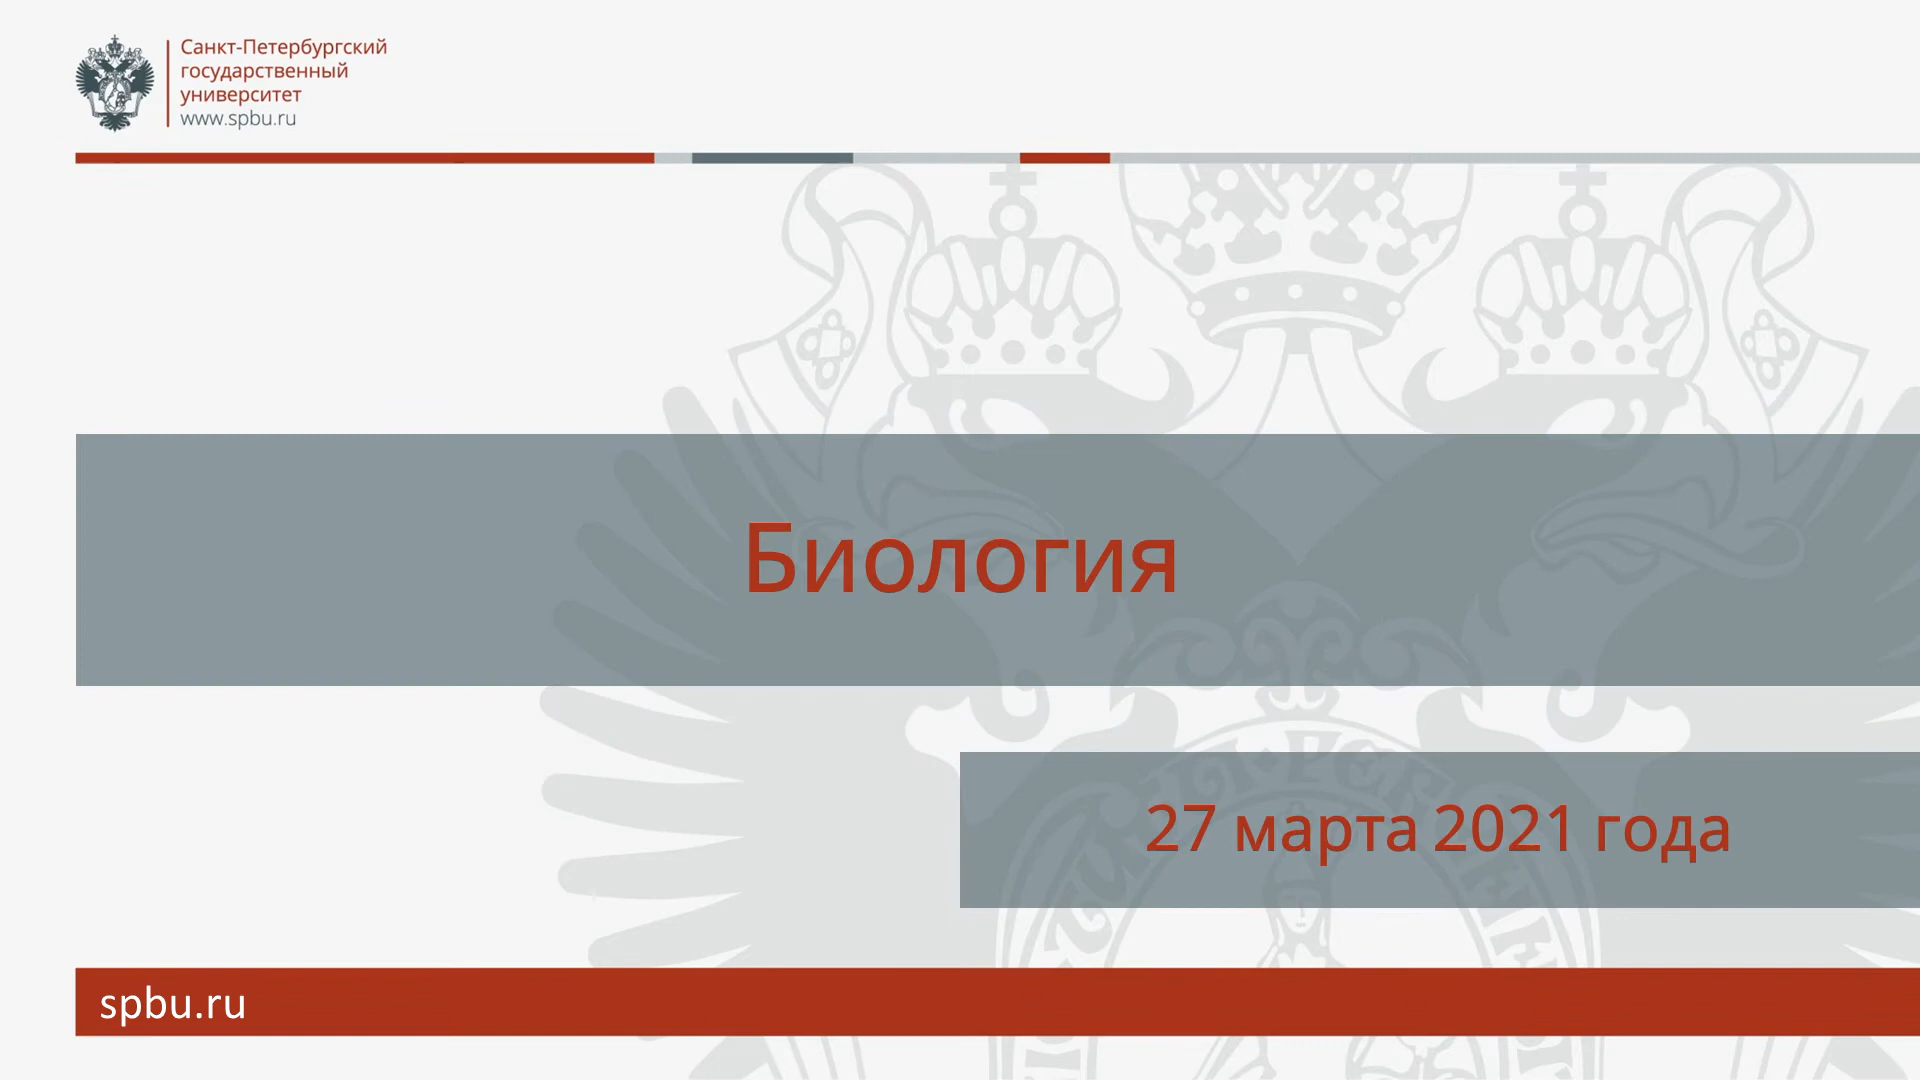 Санкт-Петербургский
государственный
университет
www.spbu.ru
Биология
27 марта 2021 года
spbu.ru